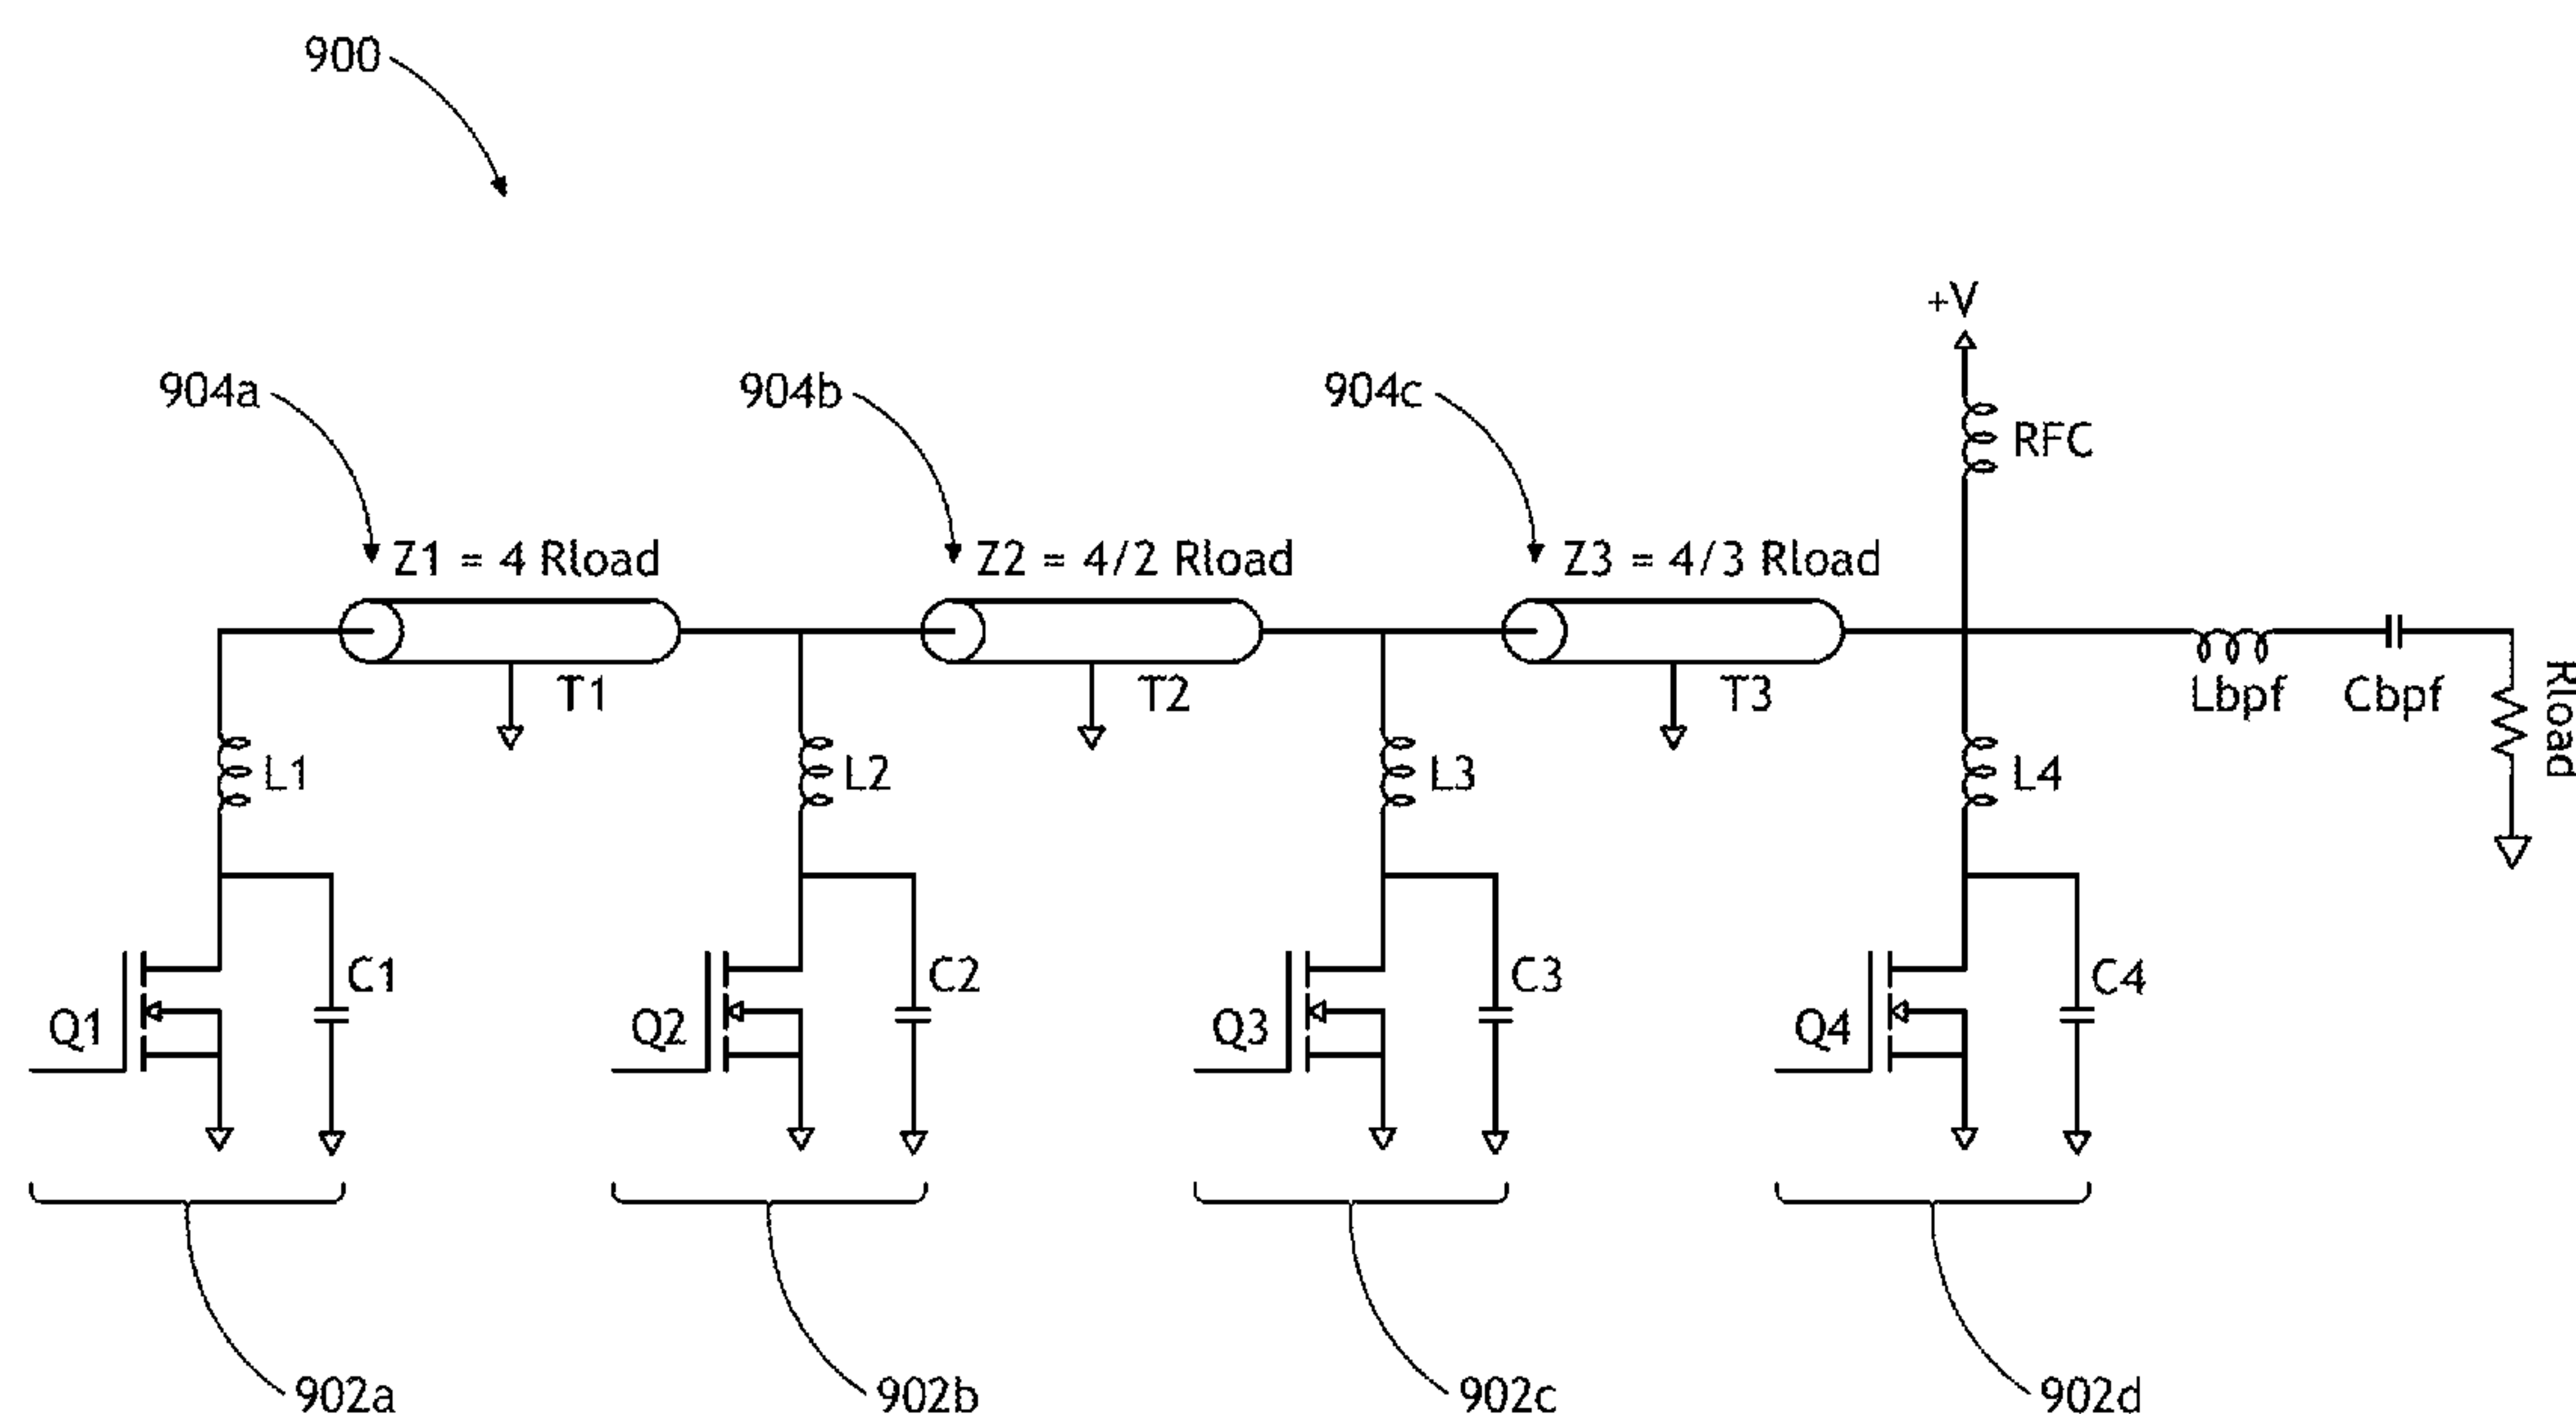 900
+V
904a
904b
904c
RFC
Z1 = 4 Rload
Z2 = 4/2 Rload
Z3 = 4/3 Rload
T1
T2
T3
Lbpf
Cbpf
Rload
L1
L2
L3
L4
Q1
C1
Q2
C2
Q3
C3
Q4
C4
902a
902b
902c
902d